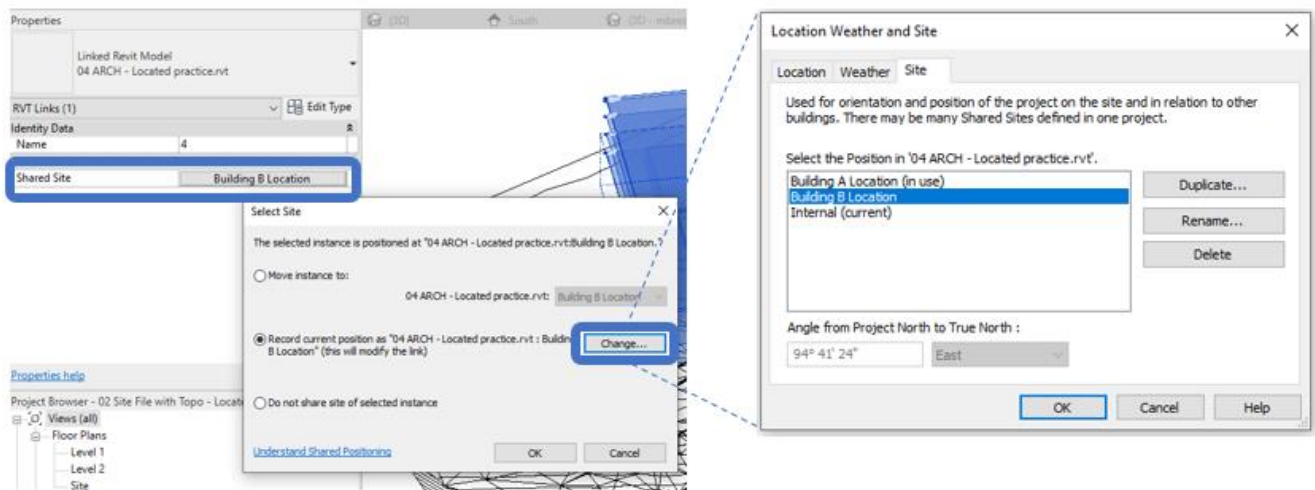 Properties
Linked Revit Model
04 ARCH - Located practice.rvt
RVT Links (1)
Edit Type
Identity Data
Name
4
Shared Site
Building B Location
Properties help
Project Browser - 02 Site File with Topo - Locat
Views (all)
Floor Plans
Level 1
Level 2
Site
(3D)
South
Select Site
The selected instance is positioned at "04 ARCH - Located practice.rvt:Building B Location."?
Move instance to:
04 ARCH - Located practice.rvt:
Building B Location
Record current position as "04 ARCH - Located practice.rvt : Buildin
B Location" (this will modify the link)
Change...
Do not share site of selected instance
Understand Shared Positioning
OK
Cancel
Location Weather and Site
Location
Weather
Site
Used for orientation and position of the project on the site and in relation to other
buildings. There may be many Shared Sites defined in one project.
Select the Position in '04 ARCH - Located practice.rvt'.
Building A Location (in use)
Building B Location
Internal (current)
Duplicate...
Rename...
Delete
Angle from Project North to True North :
94° 41' 24"
East
OK
Cancel
Help